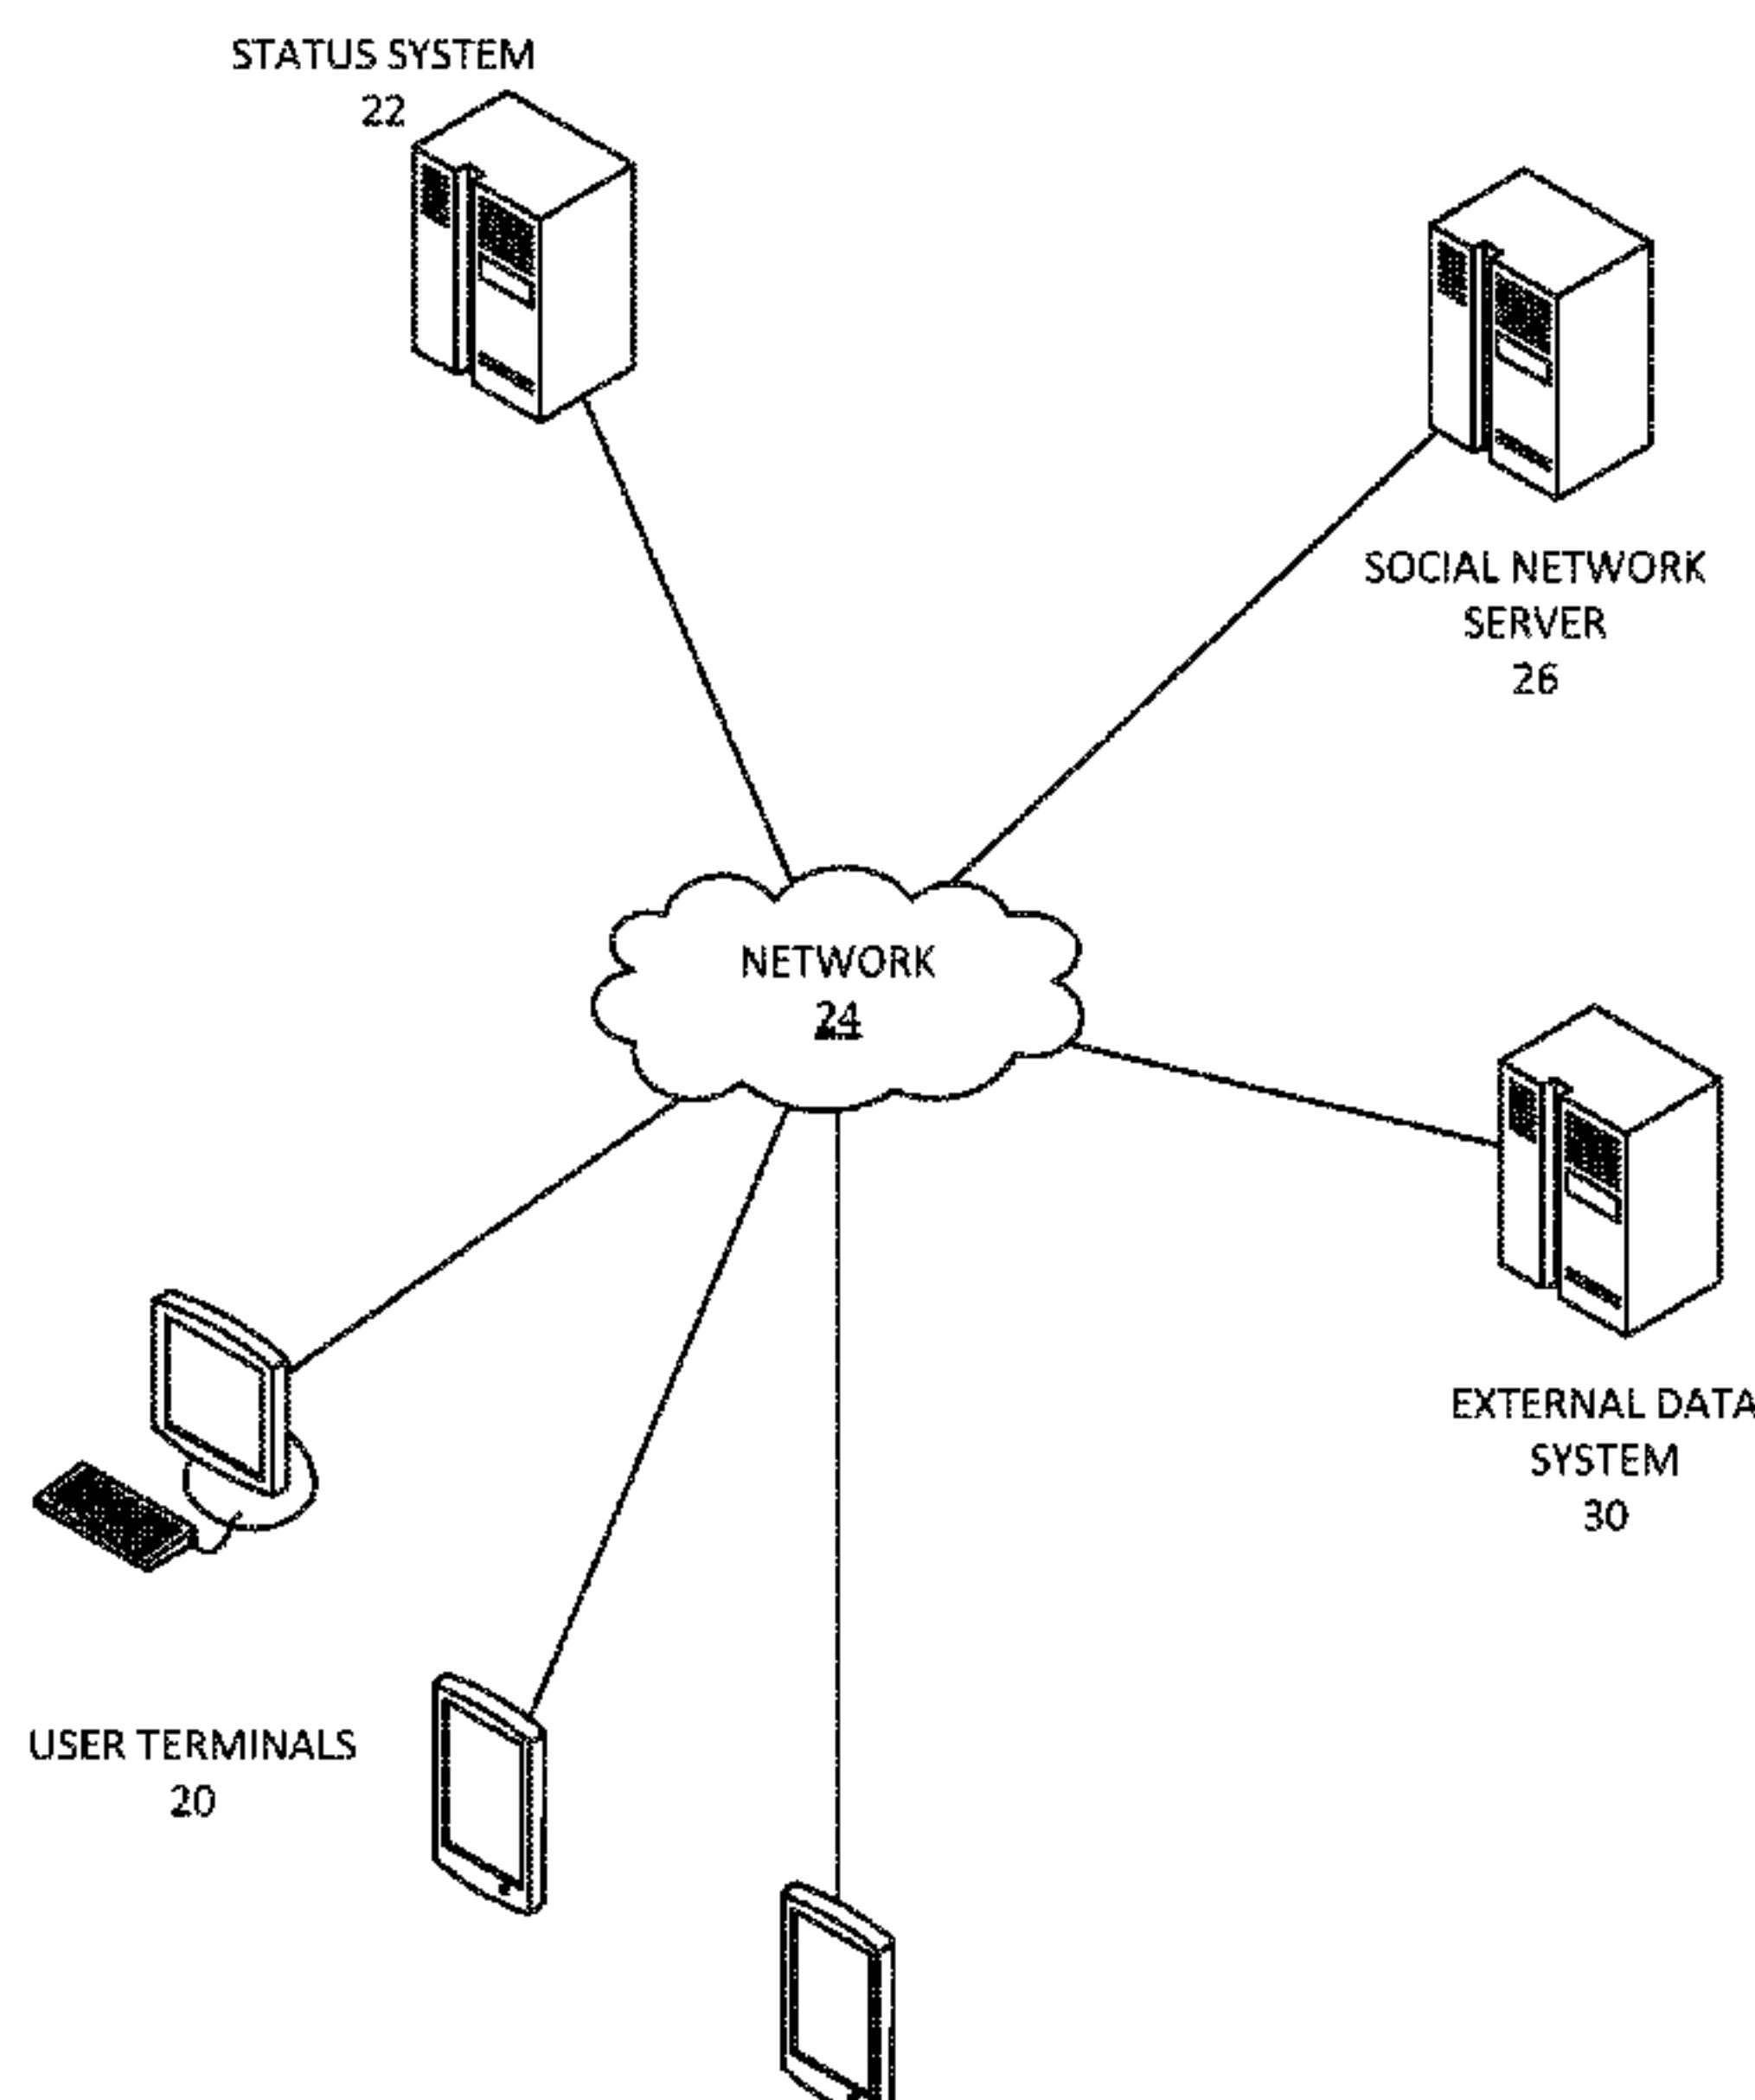 STATUS SYSTEM
22
SOCIAL NETWORK
SERVER
26
NETWORK
24
EXTERNAL DATA
SYSTEM
30
USER TERMINALS
20